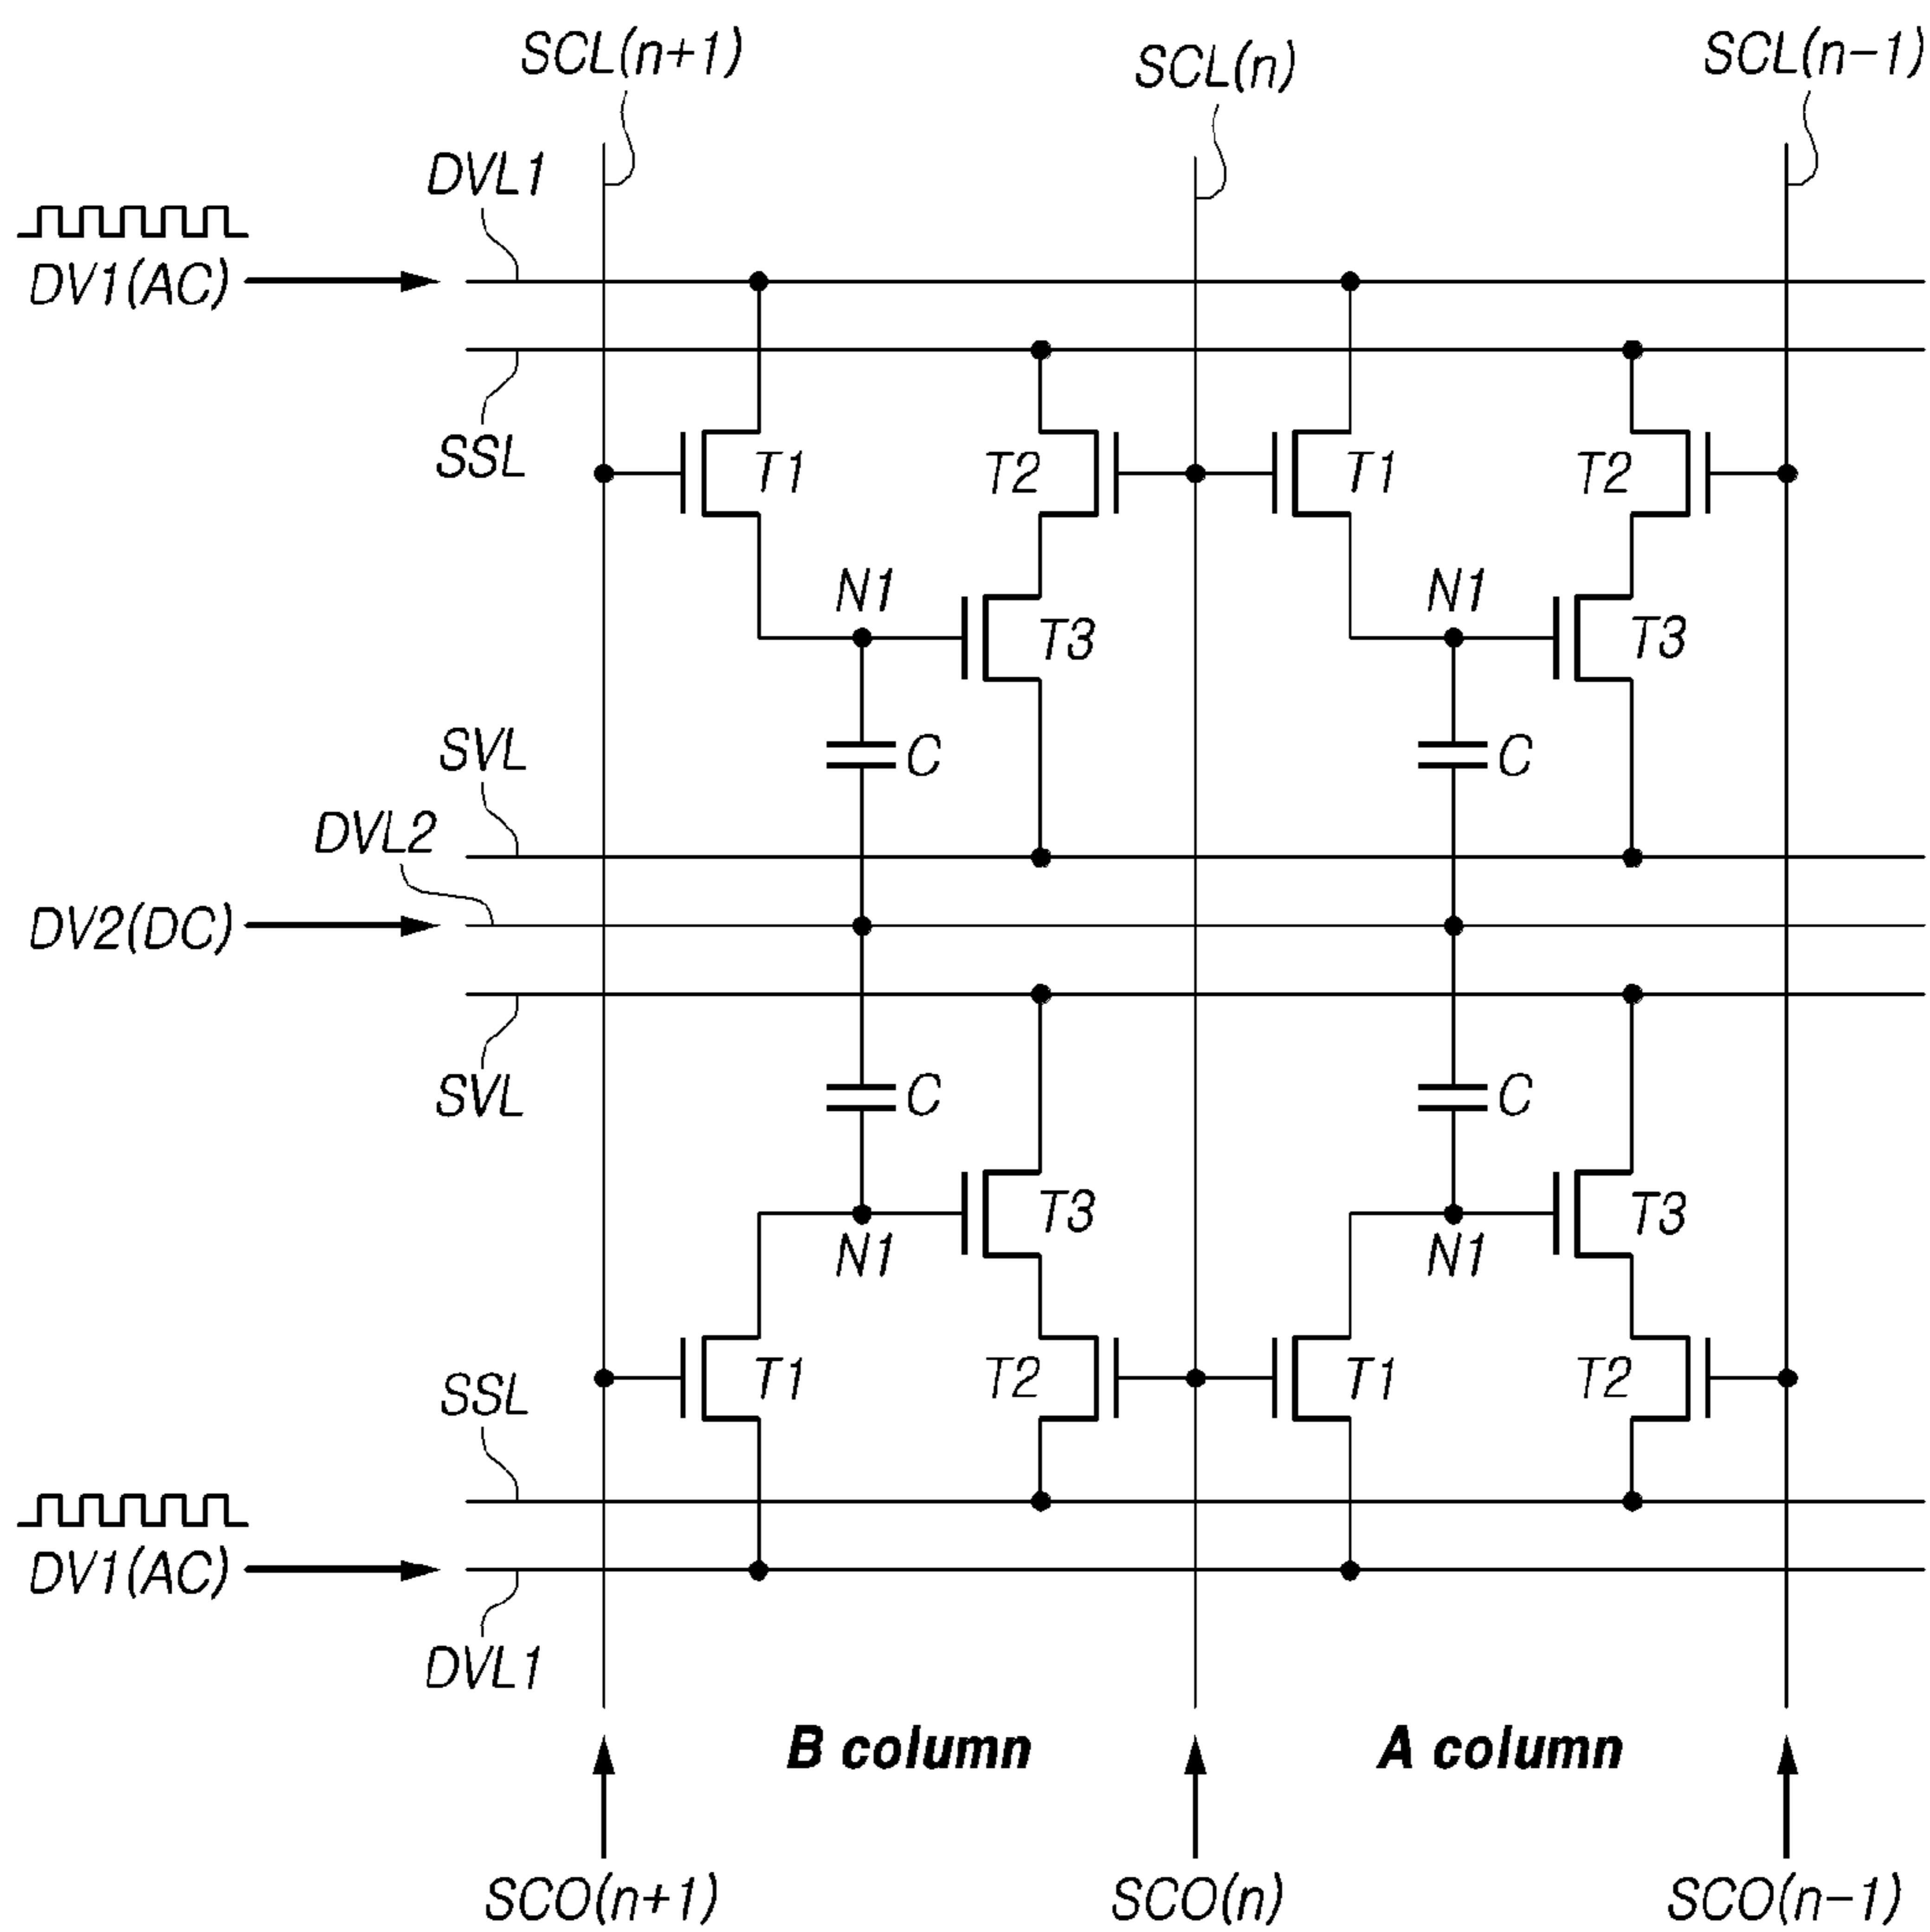 SCL(n+1)
SCL(n)
SCL(n-1)
DVL1
DV1(AC)
SSL
T1
T2
T1
T2
N1
N1
T3
T3
SVL
C
C
DVL2
DV2(DC)
SVL
C
C
T3
T3
N1
N1
SSL
T1
T2
T1
T2
DV1(AC)
DVL1
B column
A column
SCO(n+1)
SCO(n)
SCO(n-1)